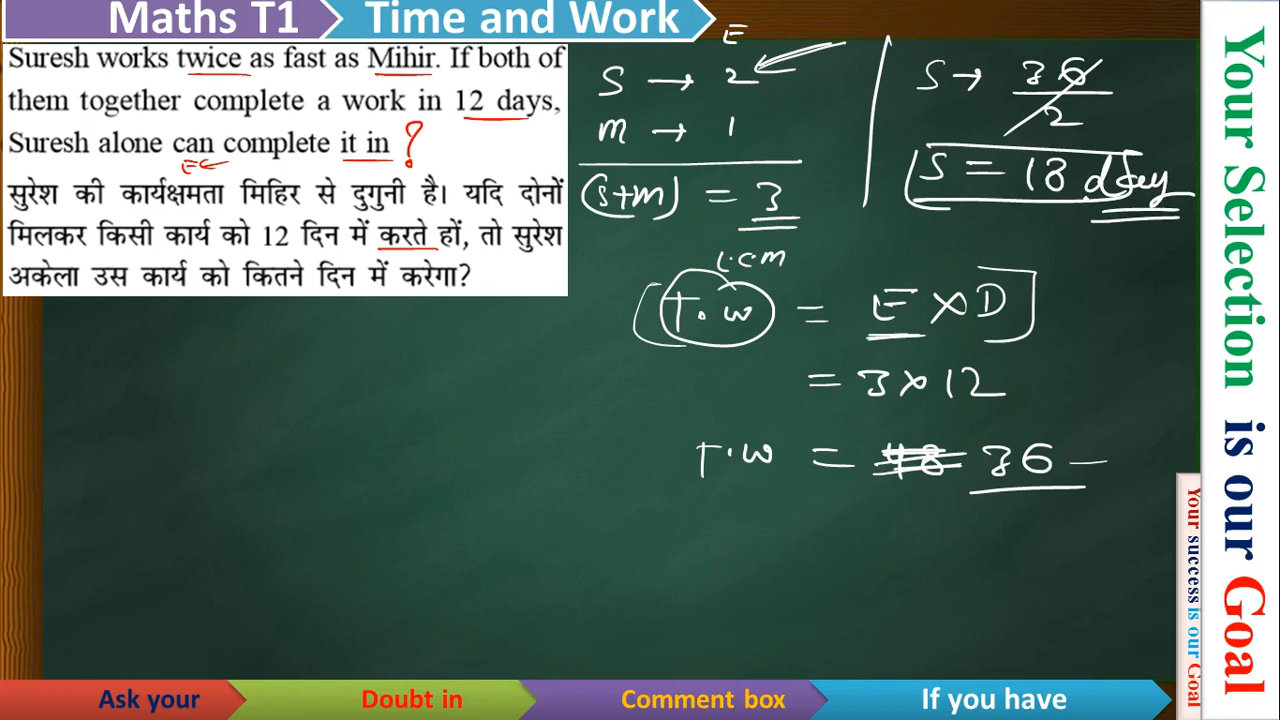 Maths T1
Time and Work
Suresh works twice as fast as Mihir. If both of
them together complete a work in 12 days,
Suresh alone can complete it in ?
E
सुरेश की कार्यक्षमता मिहिर से दुगुनी है। यदि दोनों
मिलकर किसी कार्य को 12 दिन में करते हों, तो सुरेश
अकेला उस कार्य को कितने दिन में करेगा?
E
S → 2
m → 1
(S+m) = 3
S → 36/2
S = 18 day
L.C.M
(T.W = E × D]
= 3 × 12
T.W = 36
Your Selection is our Goal
Your success is our Goal
Ask your Doubt in Comment box If you have